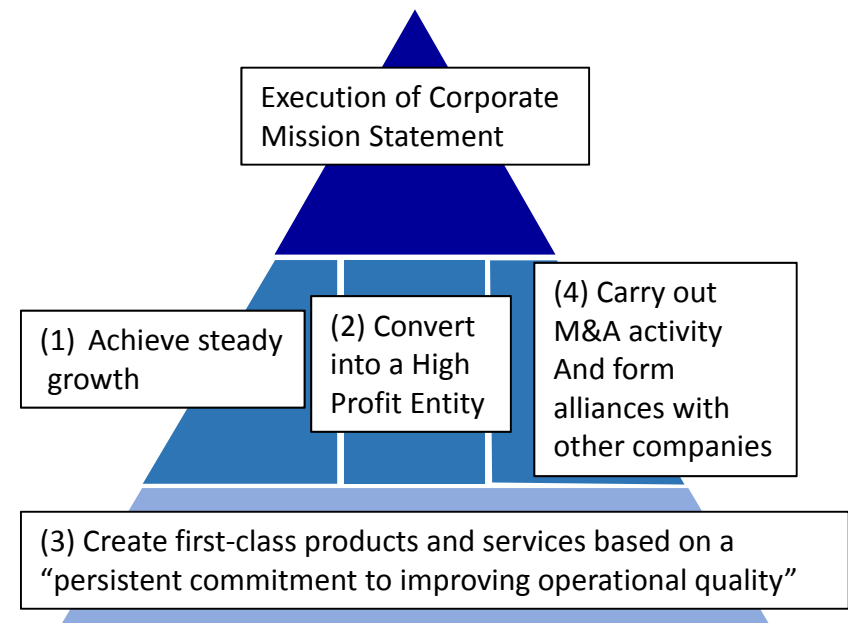 Execution of Corporate
Mission Statement
(1) Achieve steady
growth
(2) Convert
into a High
Profit Entity
(4) Carry out
M&A activity
And form
alliances with
other companies
(3) Create first-class products and services based on a
“persistent commitment to improving operational quality”